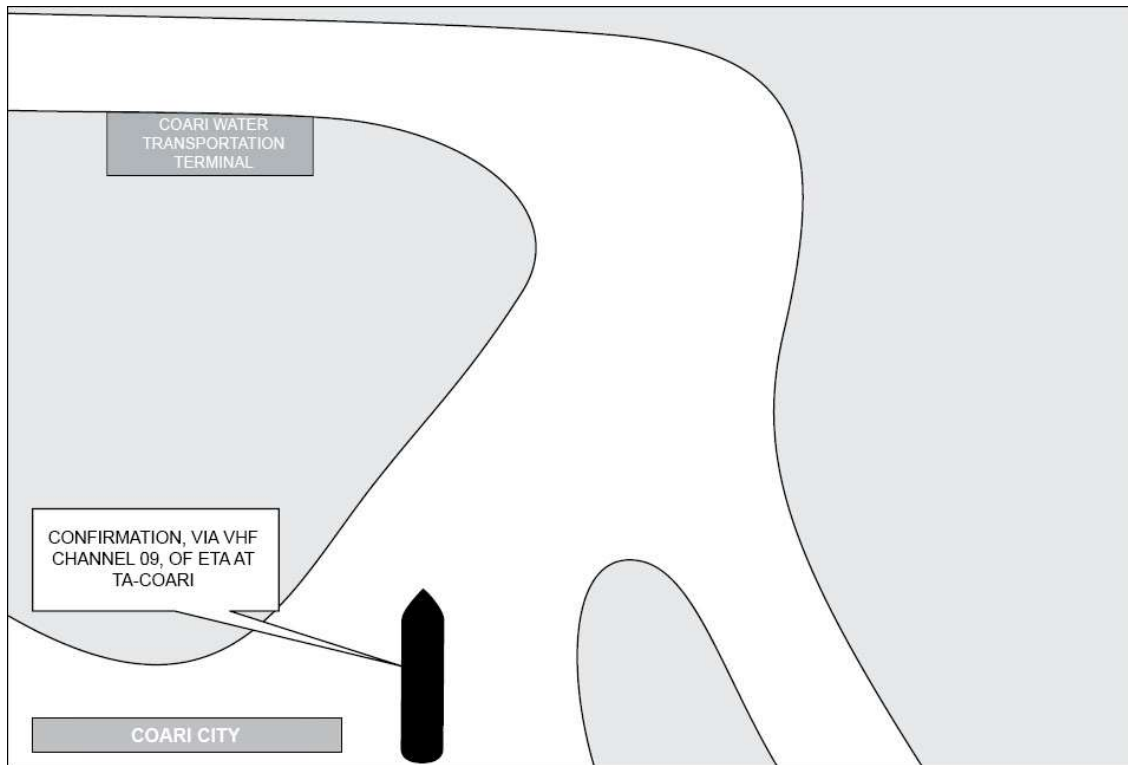 COARI WATER
TRANSPORTATION
TERMINAL
CONFIRMATION, VIA VHF
CHANNEL 09, OF ETA AT
TA-COARI
COARI CITY